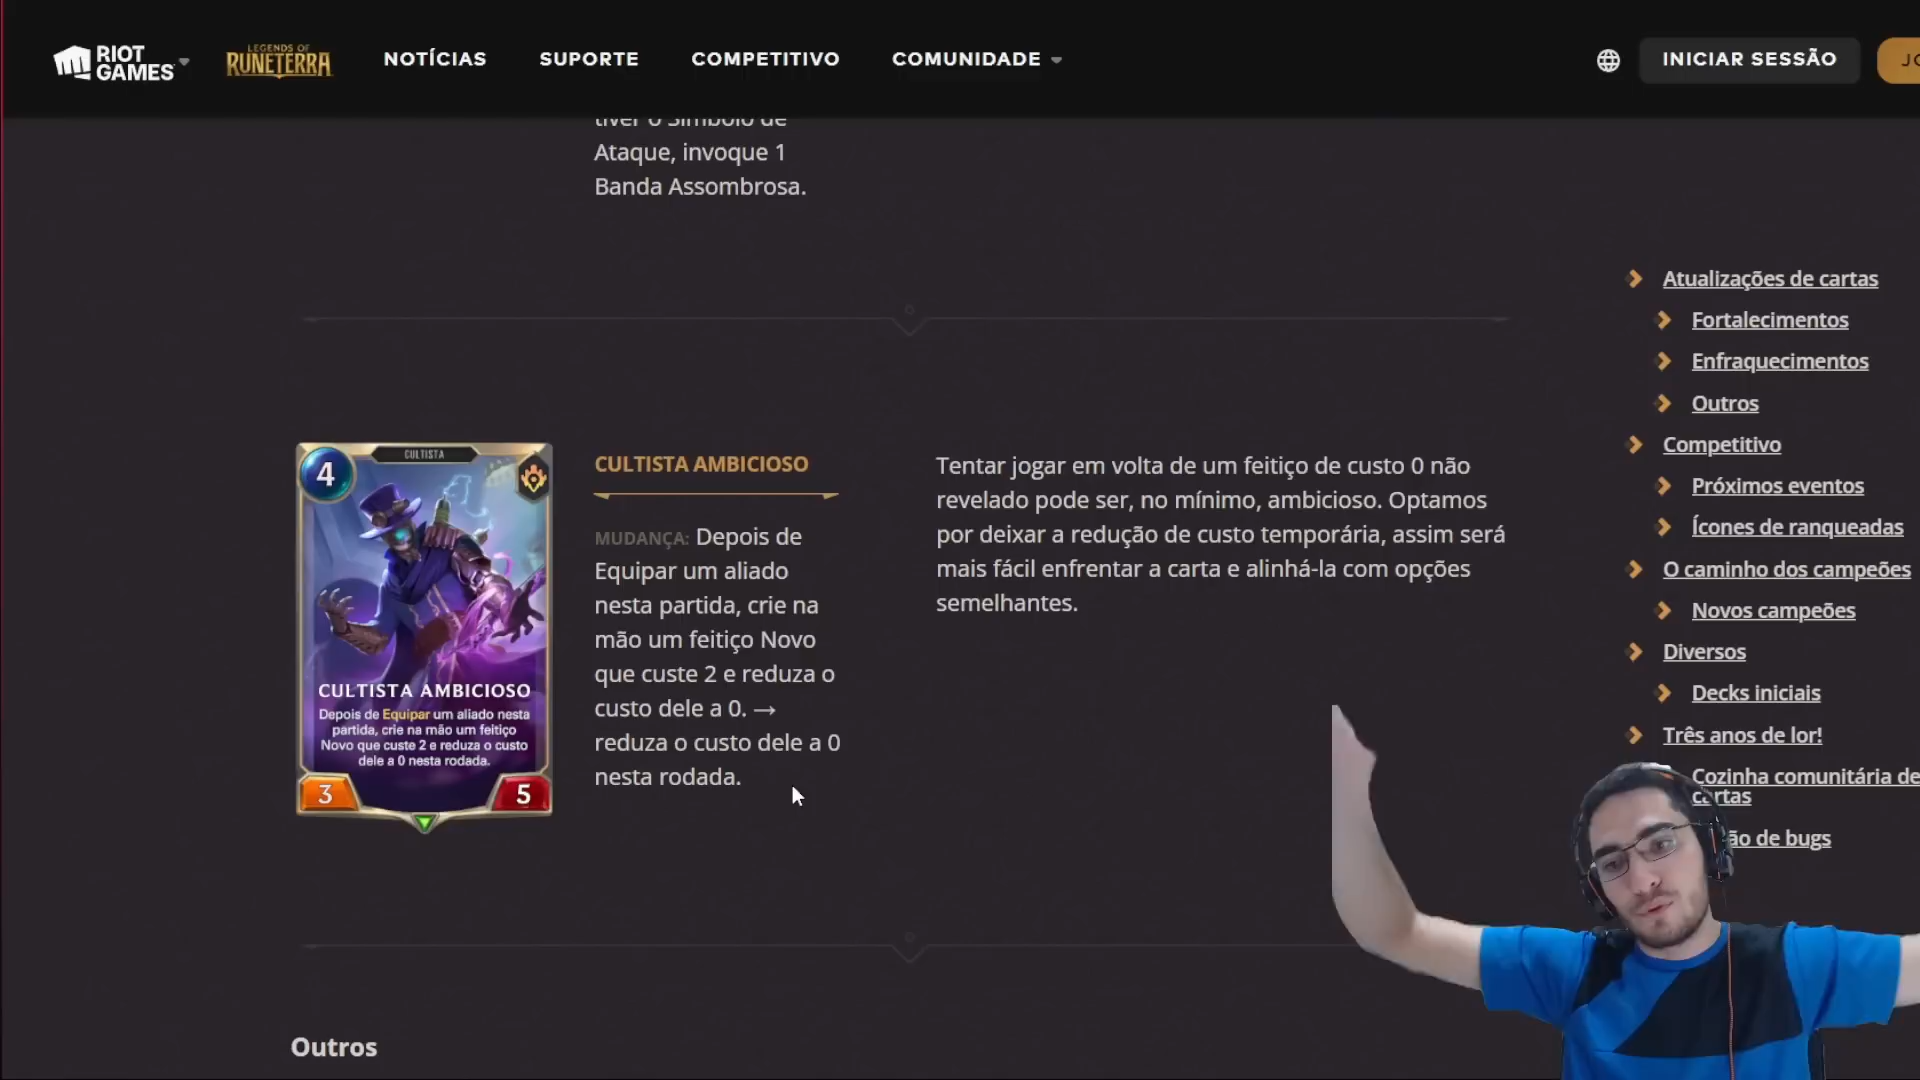 RIOT GAMES
LEGENDS OF RUNETERRA
NOTÍCIAS
SUPORTE
COMPETITIVO
COMUNIDADE
INICIAR SESSÃO
tiver o Símbolo de
Ataque, invoque 1
Banda Assombrosa.
4
CULTISTA
CULTISTA AMBICIOSO
Depois de Equipar um aliado nesta
partida, crie na mão um feitiço
Novo que custe 2 e reduza o custo
dele a 0 nesta rodada.
3
5
CULTISTA AMBICIOSO
MUDANÇA: Depois de
Equipar um aliado
nesta partida, crie na
mão um feitiço Novo
que custe 2 e reduza o
custo dele a 0. →
reduza o custo dele a 0
nesta rodada.
Tentar jogar em volta de um feitiço de custo 0 não
revelado pode ser, no mínimo, ambicioso. Optamos
por deixar a redução de custo temporária, assim será
mais fácil enfrentar a carta e alinhá-la com opções
semelhantes.
Outros
Atualizações de cartas
Fortalecimentos
Enfraquecimentos
Outros
Competitivo
Próximos eventos
Ícones de ranqueadas
O caminho dos campeões
Novos campeões
Diversos
Decks iniciais
Três anos de lor!
Cozinha comunitária de
cartas
de bugs